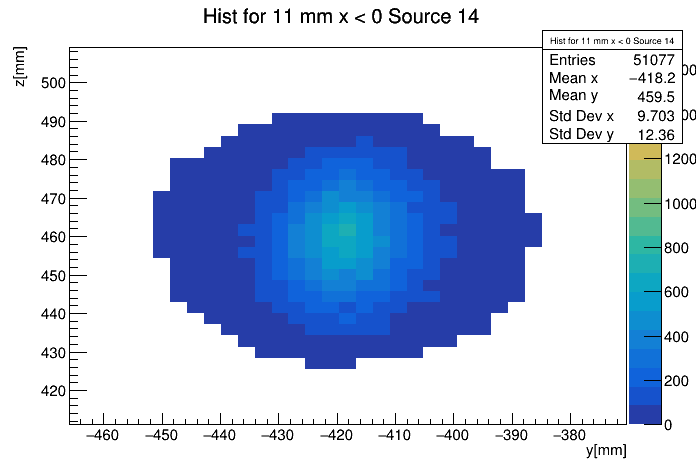 Hist for 11 mm x < 0 Source 14
z[mm]
Hist for 11 mm x < 0 Source 14
Entries 51077
Mean x −418.2
Mean y 459.5
Std Dev x 9.703
Std Dev y 12.36
500
490
480
470
460
450
440
430
420
1200
1000
800
600
400
200
0
−460 −450 −440 −430 −420 −410 −400 −390 −380
y[mm]